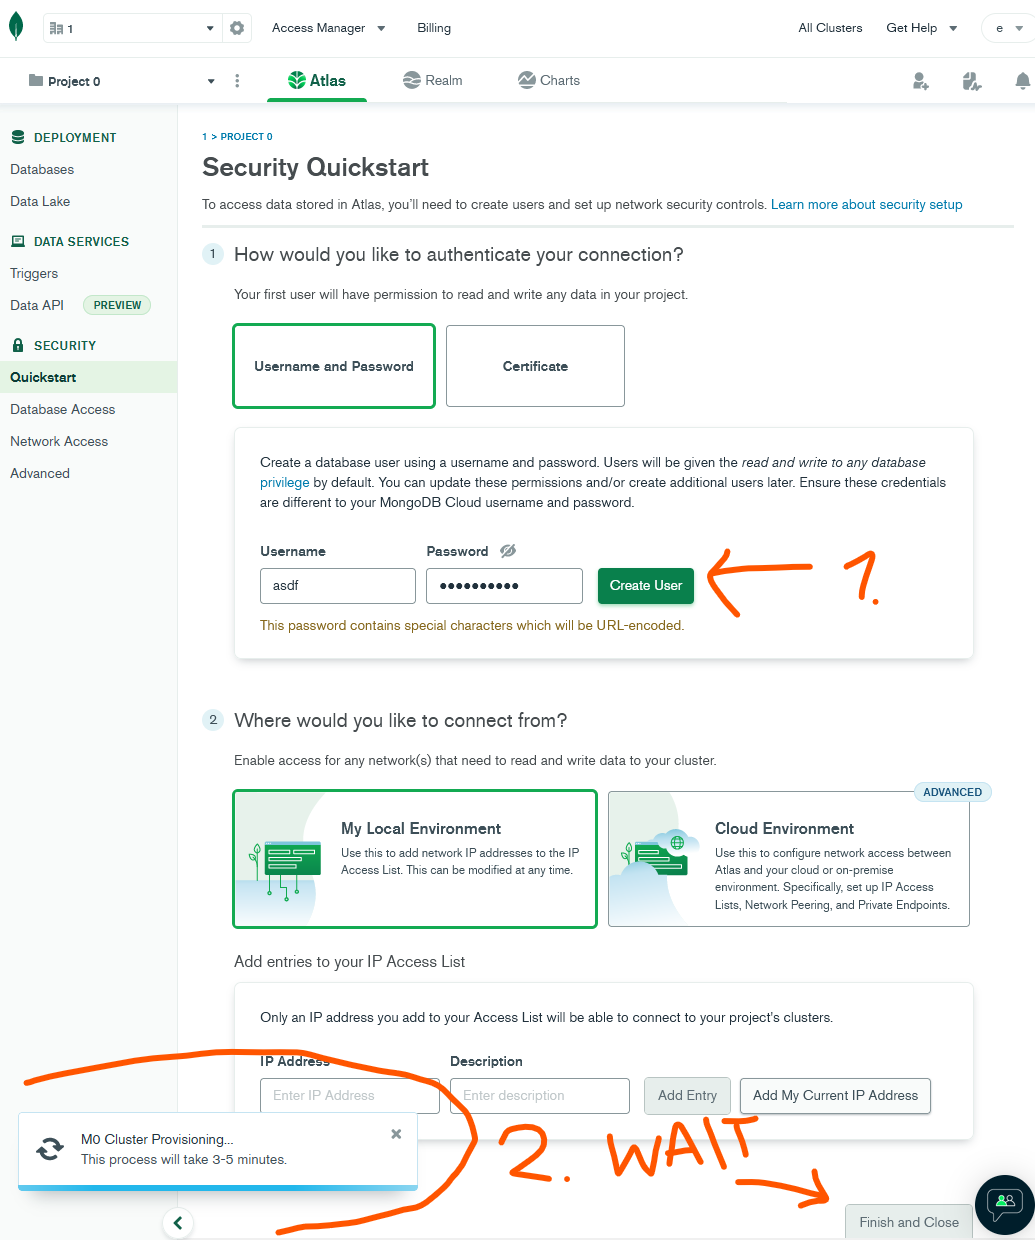 1
Access Manager
Billing
All Clusters
Get Help
e
Project 0
Atlas
Realm
Charts
DEPLOYMENT
Databases
Data Lake
DATA SERVICES
Triggers
Data API PREVIEW
SECURITY
Quickstart
Database Access
Network Access
Advanced
1 > PROJECT 0
Security Quickstart
To access data stored in Atlas, you'll need to create users and set up network security controls. Learn more about security setup
1 How would you like to authenticate your connection?
Your first user will have permission to read and write any data in your project.
Username and Password
Certificate
Create a database user using a username and password. Users will be given the read and write to any database
privilege by default. You can update these permissions and/or create additional users later. Ensure these credentials
are different to your MongoDB Cloud username and password.
Username
Password
asdf
••••••••••
Create User
1.
This password contains special characters which will be URL-encoded.
2 Where would you like to connect from?
Enable access for any network(s) that need to read and write data to your cluster.
My Local Environment
Use this to add network IP addresses to the IP
Access List. This can be modified at any time.
ADVANCED
Cloud Environment
Use this to configure network access between
Atlas and your cloud or on-premise
environment. Specifically, set up IP Access
Lists, Network Peering, and Private Endpoints.
Add entries to your IP Access List
Only an IP address you add to your Access List will be able to connect to your project's clusters.
IP Address
Description
Enter IP Address
Enter description
Add Entry
Add My Current IP Address
M0 Cluster Provisioning...
This process will take 3-5 minutes.
2. WAIT
Finish and Close